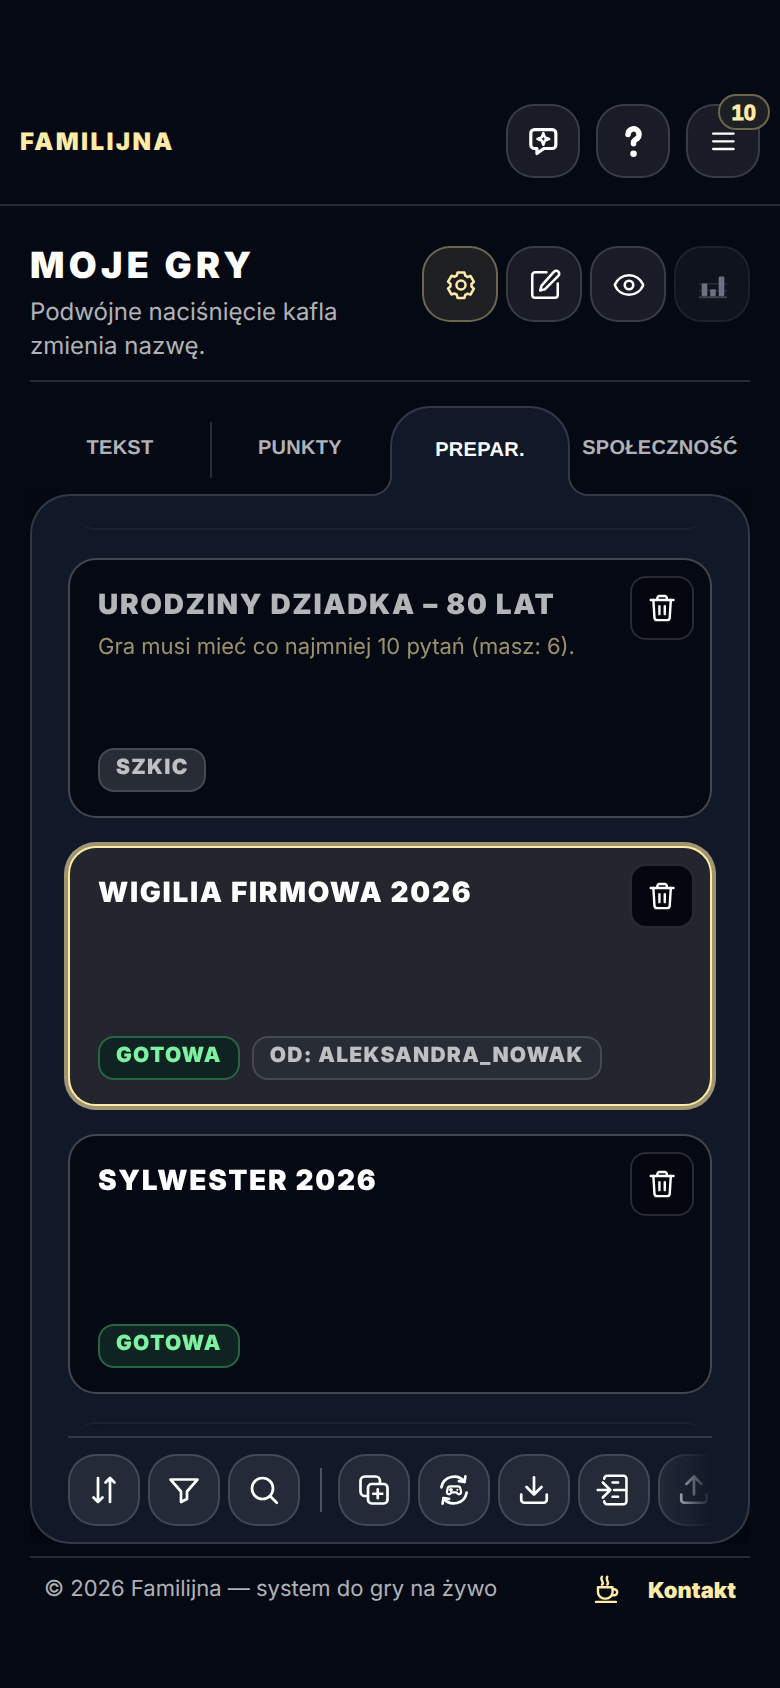 FAMILIJNA
10
MOJE GRY
Podwójne naciśnięcie kafla
zmienia nazwę.
TEKST
PUNKTY
PREPAR.
SPOŁECZNOŚĆ
URODZINY DZIADKA – 80 LAT
Gra musi mieć co najmniej 10 pytań (masz: 6).
SZKIC
WIGILIA FIRMOWA 2026
GOTOWA
OD: ALEKSANDRA_NOWAK
SYLWESTER 2026
GOTOWA
© 2026 Familijna — system do gry na żywo
Kontakt